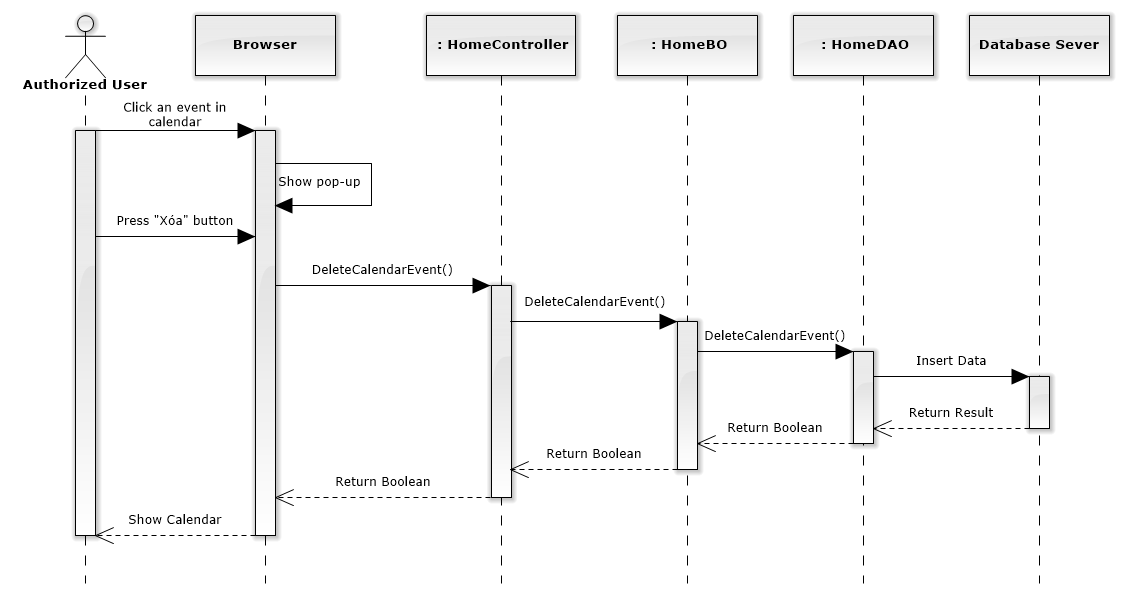 Authorized User
Browser
: HomeController
: HomeBO
: HomeDAO
Database Sever
Click an event in
calendar
Show pop-up
Press "Xóa" button
DeleteCalendarEvent()
DeleteCalendarEvent()
DeleteCalendarEvent()
Insert Data
Return Result
Return Boolean
Return Boolean
Return Boolean
Show Calendar